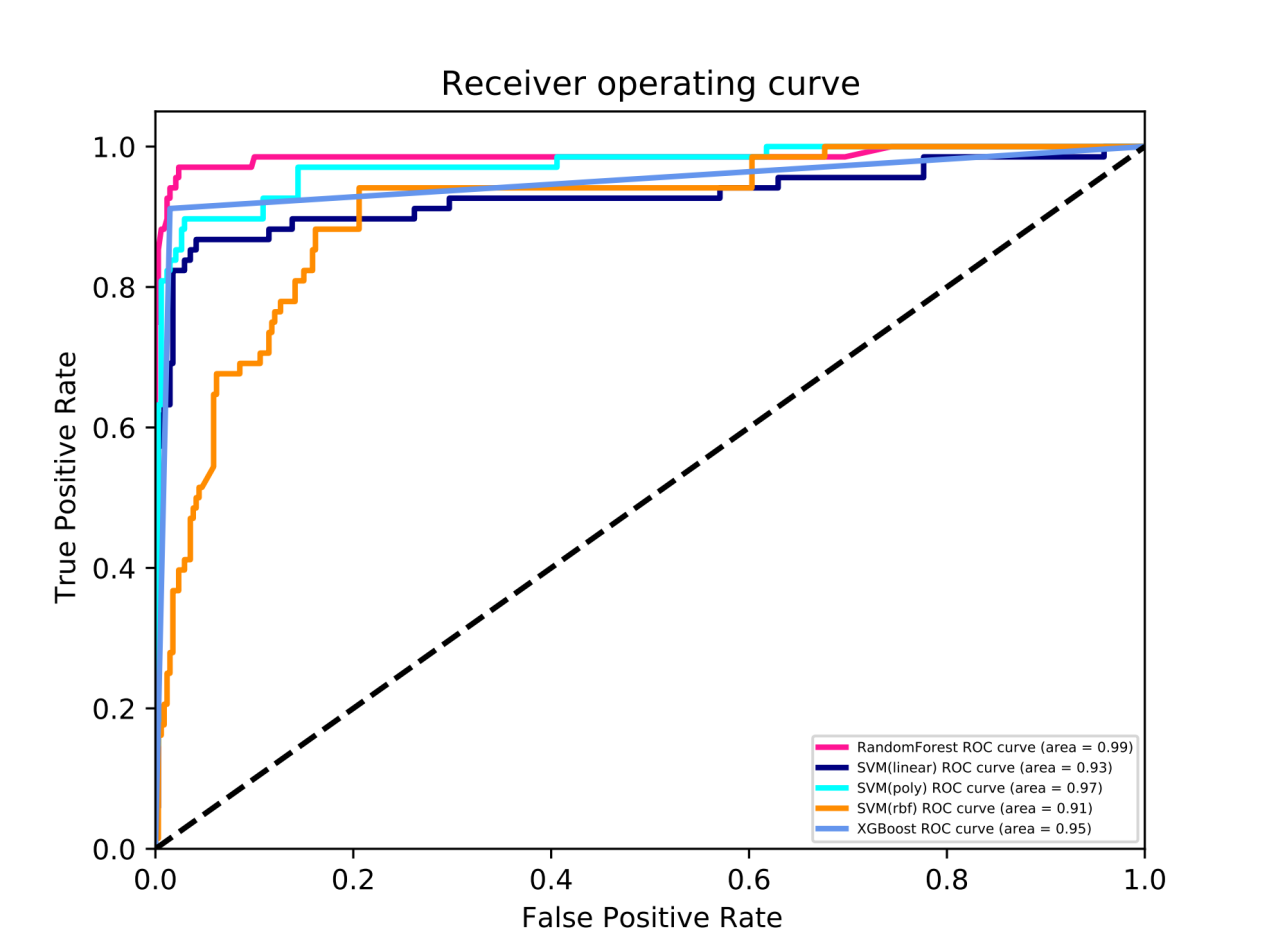 Receiver operating curve
True Positive Rate
1.0
0.8
0.6
0.4
0.2
0.0
RandomForest ROC curve (area = 0.99)
SVM(linear) ROC curve (area = 0.93)
SVM(poly) ROC curve (area = 0.97)
SVM(rbf) ROC curve (area = 0.91)
XGBoost ROC curve (area = 0.95)
0.0 0.2 0.4 0.6 0.8 1.0
False Positive Rate